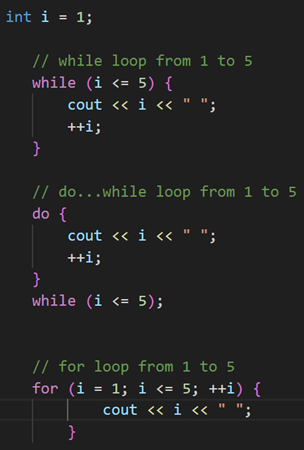 int i = 1;
// while loop from 1 to 5
while (i <= 5) {
cout << i << " ";
++i;
}
// do...while loop from 1 to 5
do {
cout << i << " ";
++i;
}
while (i <= 5);
// for loop from 1 to 5
for (i = 1; i <= 5; ++i) {
cout << i << " ";
}